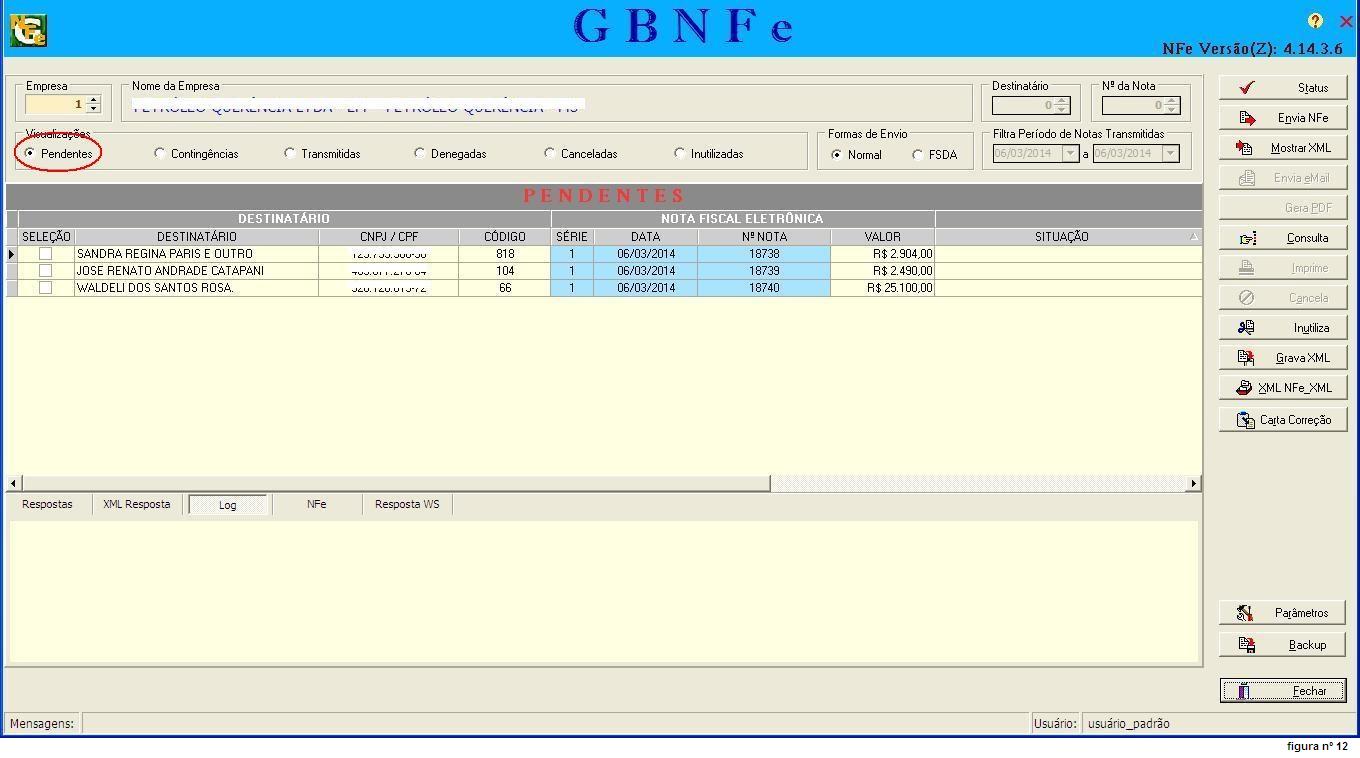 G B N F e
NFe Versão(Z): 4.14.3.6
Empresa
1
Nome da Empresa
Destinatário
0
Nº da Nota
0
Visualizações
Pendentes
Contingências
Transmitidas
Denegadas
Canceladas
Inutilizadas
Formas de Envio
Normal
FSDA
Filtra Período de Notas Transmitidas
06/03/2014 a 06/03/2014
PENDENTES
DESTINATÁRIO NOTA FISCAL ELETRÔNICA
SELEÇÃO DESTINATÁRIO CNPJ / CPF CÓDIGO SÉRIE DATA Nº NOTA VALOR SITUAÇÃO
SANDRA REGINA PARIS E OUTRO 818 1 06/03/2014 18738 R$ 2.904,00
JOSE RENATO ANDRADE CATAPANI 104 1 06/03/2014 18739 R$ 2.490,00
WALDELI DOS SANTOS ROSA. 66 1 06/03/2014 18740 R$ 25.100,00
Respostas XML Resposta Log NFe Resposta WS
Status
Envia NFe
Mostrar XML
Envia eMail
Gera PDF
Consulta
Imprime
Cancela
Inutiliza
Grava XML
XML NFe_XML
Carta Correção
Parâmetros
Backup
Fechar
Mensagens:
Usuário: usuário_padrão
figura nº 12